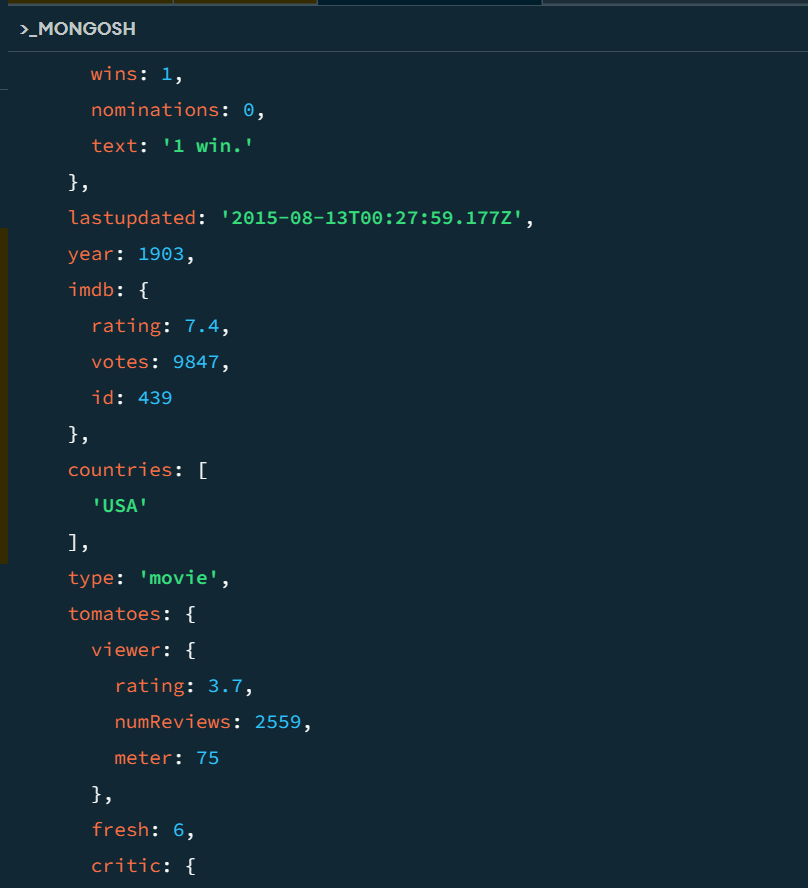 >_MONGOSH
wins: 1,
nominations: 0,
text: '1 win.'
},
lastupdated: '2015-08-13T00:27:59.177Z',
year: 1903,
imdb: {
rating: 7.4,
votes: 9847,
id: 439
},
countries: [
'USA'
],
type: 'movie',
tomatoes: {
viewer: {
rating: 3.7,
numReviews: 2559,
meter: 75
},
fresh: 6,
critic: {